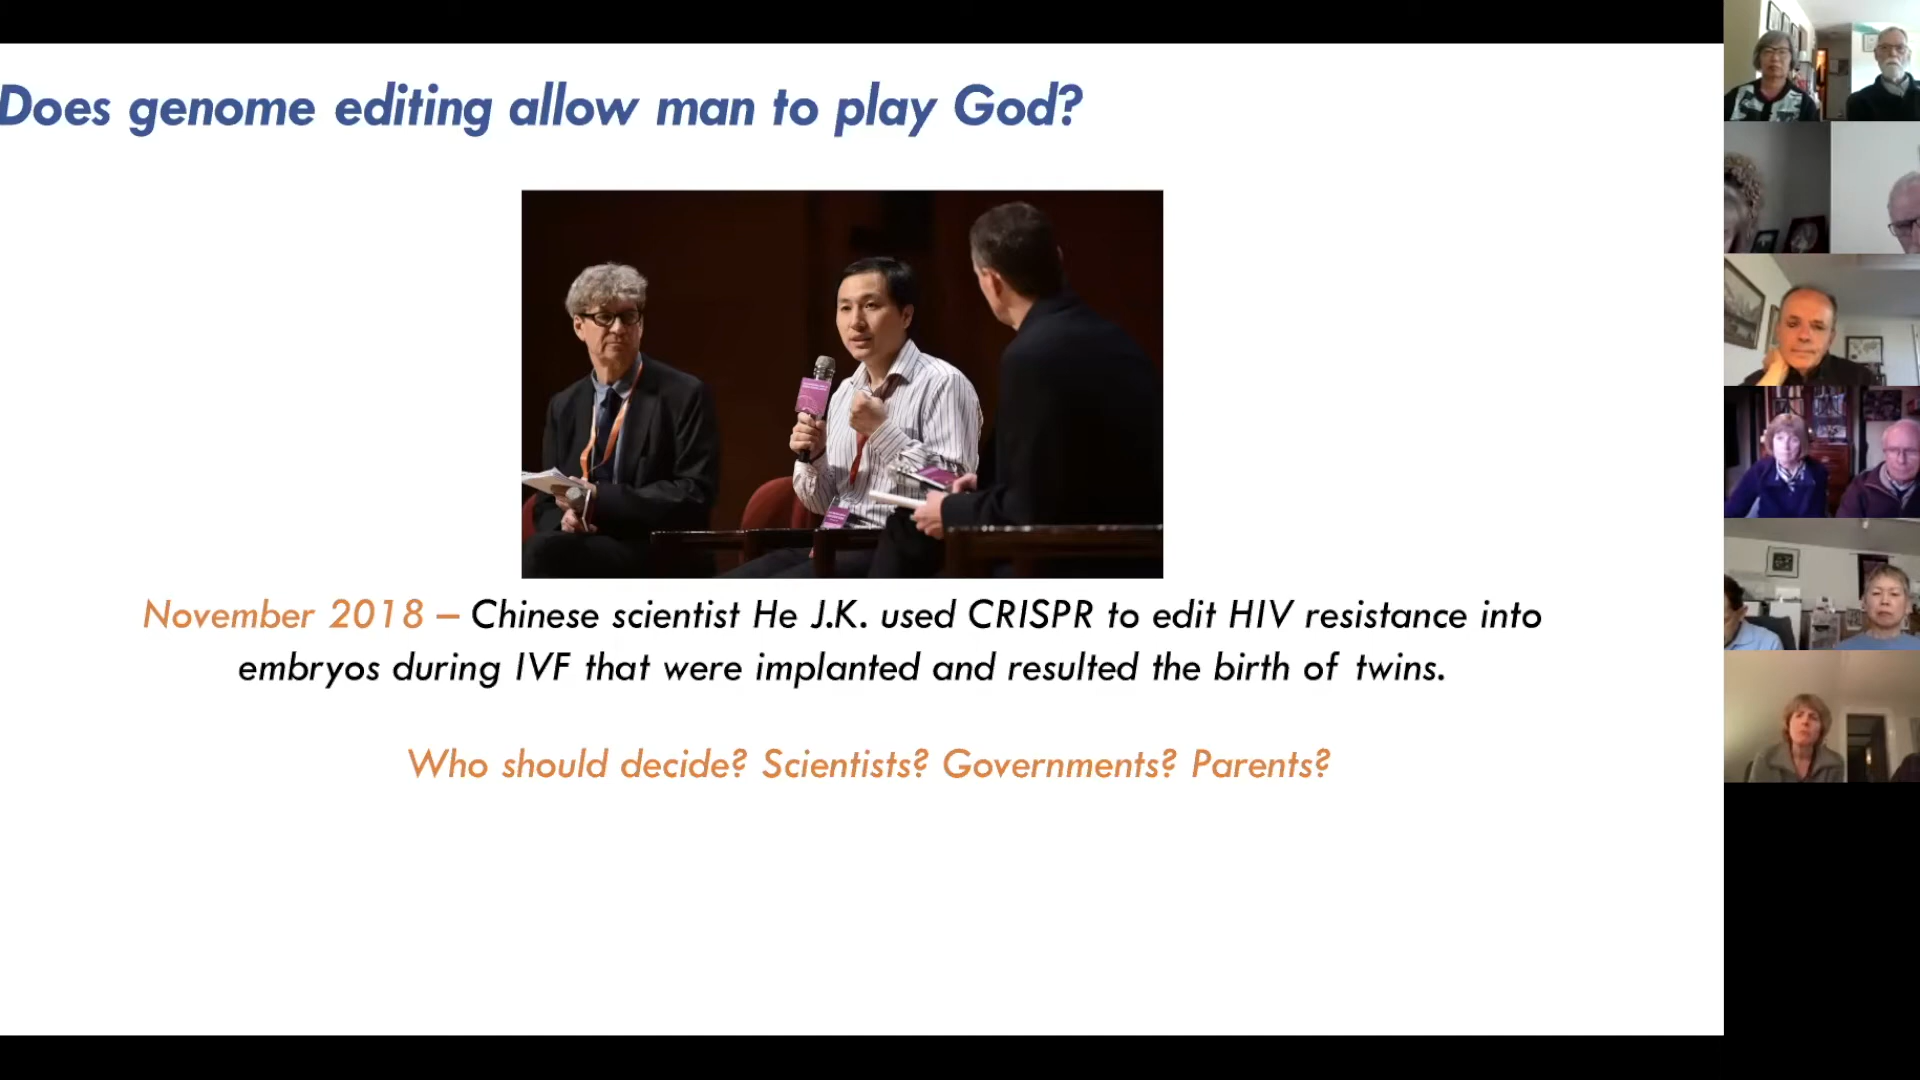 Does genome editing allow man to play God?
November 2018 – Chinese scientist He J.K. used CRISPR to edit HIV resistance into
embryos during IVF that were implanted and resulted the birth of twins.
Who should decide? Scientists? Governments? Parents?